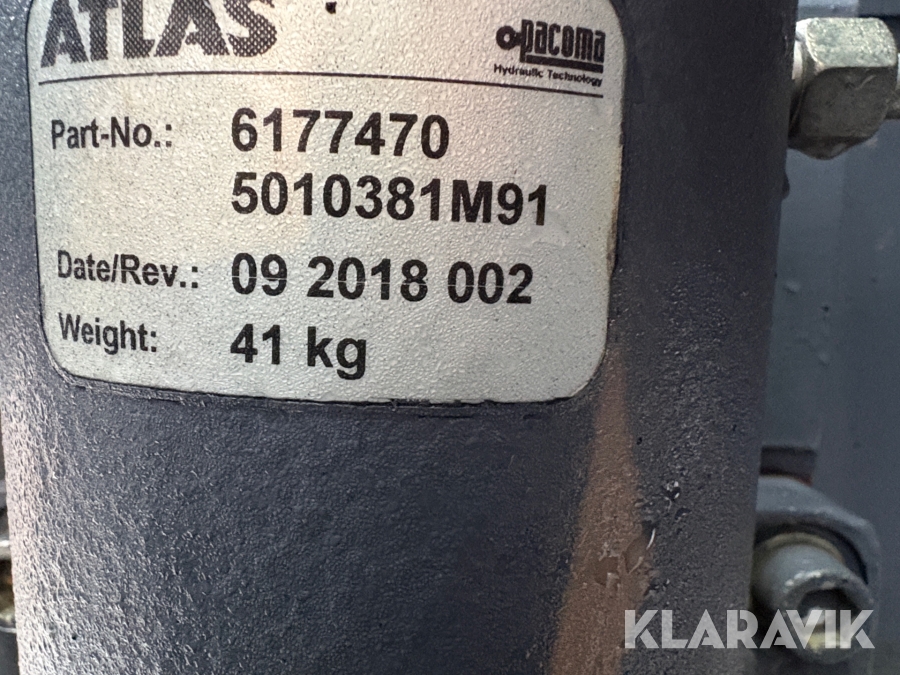 ATLAS
pacoma
Hydraulic Technology
Part-No.: 6177470
5010381M91
Date/Rev.: 09 2018 002
Weight: 41 kg
KLARAVIK